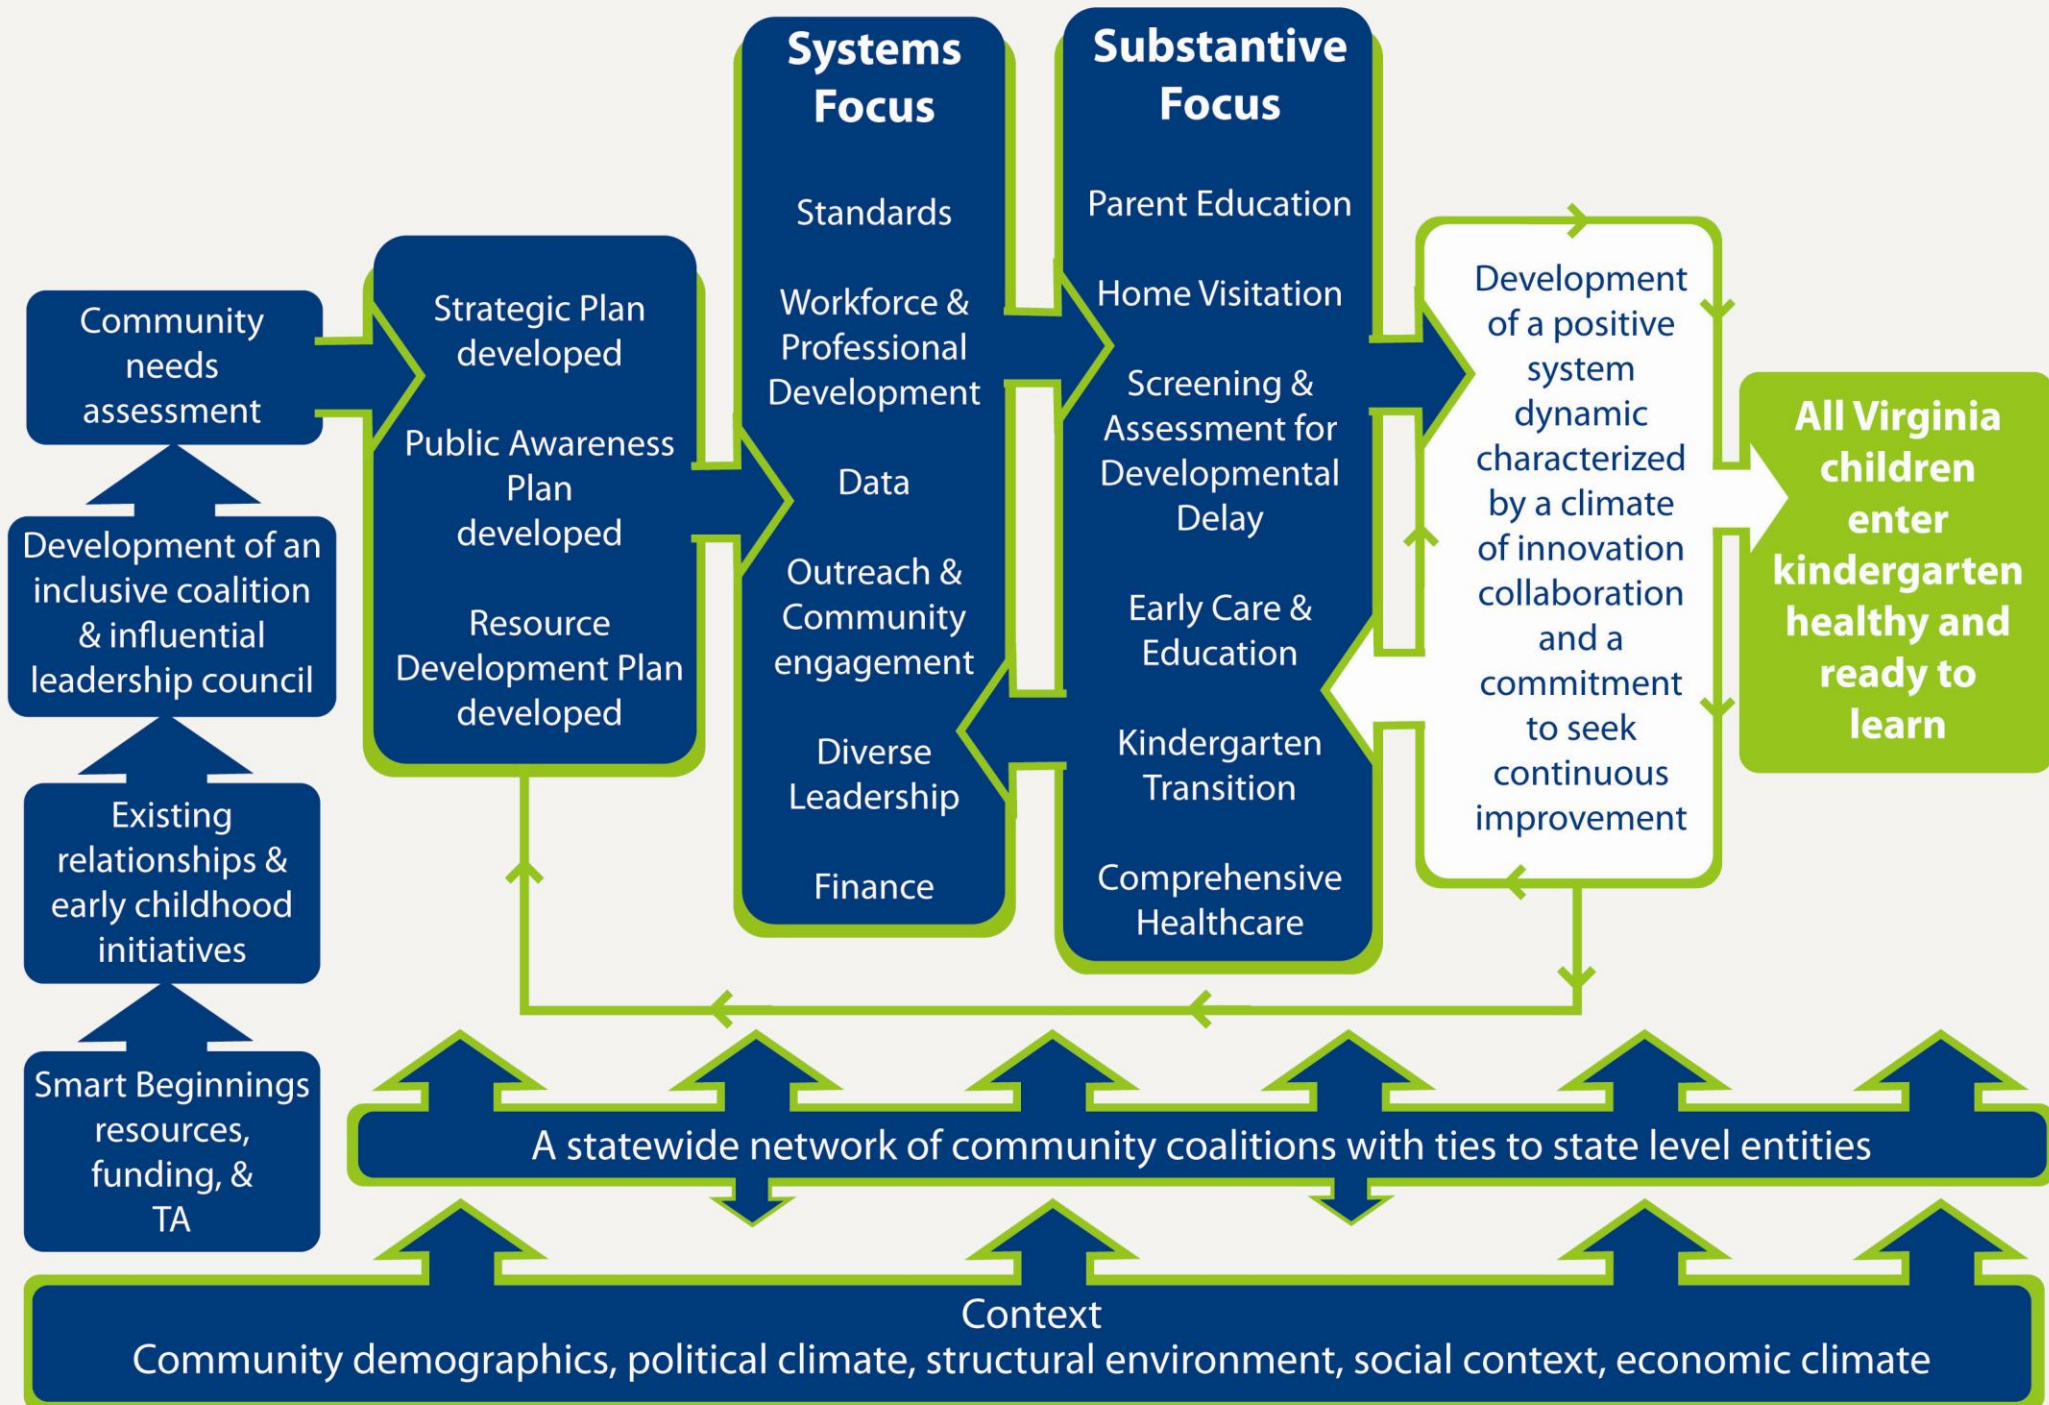 Smart Beginnings
resources,
funding, &
TA
Existing
relationships &
early childhood
initiatives
Development of an
inclusive coalition
& influential
leadership council
Community
needs
assessment
Strategic Plan
developed
Public Awareness
Plan
developed
Resource
Development Plan
developed
Systems
Focus
Standards
Workforce &
Professional
Development
Data
Outreach &
Community
engagement
Diverse
Leadership
Finance
Substantive
Focus
Parent Education
Home Visitation
Screening &
Assessment for
Developmental
Delay
Early Care &
Education
Kindergarten
Transition
Comprehensive
Healthcare
Development
of a positive
system
dynamic
characterized
by a climate
of innovation
collaboration
and a
commitment
to seek
continuous
improvement
All Virginia
children
enter
kindergarten
healthy and
ready to
learn
A statewide network of community coalitions with ties to state level entities
Context
Community demographics, political climate, structural environment, social context, economic climate